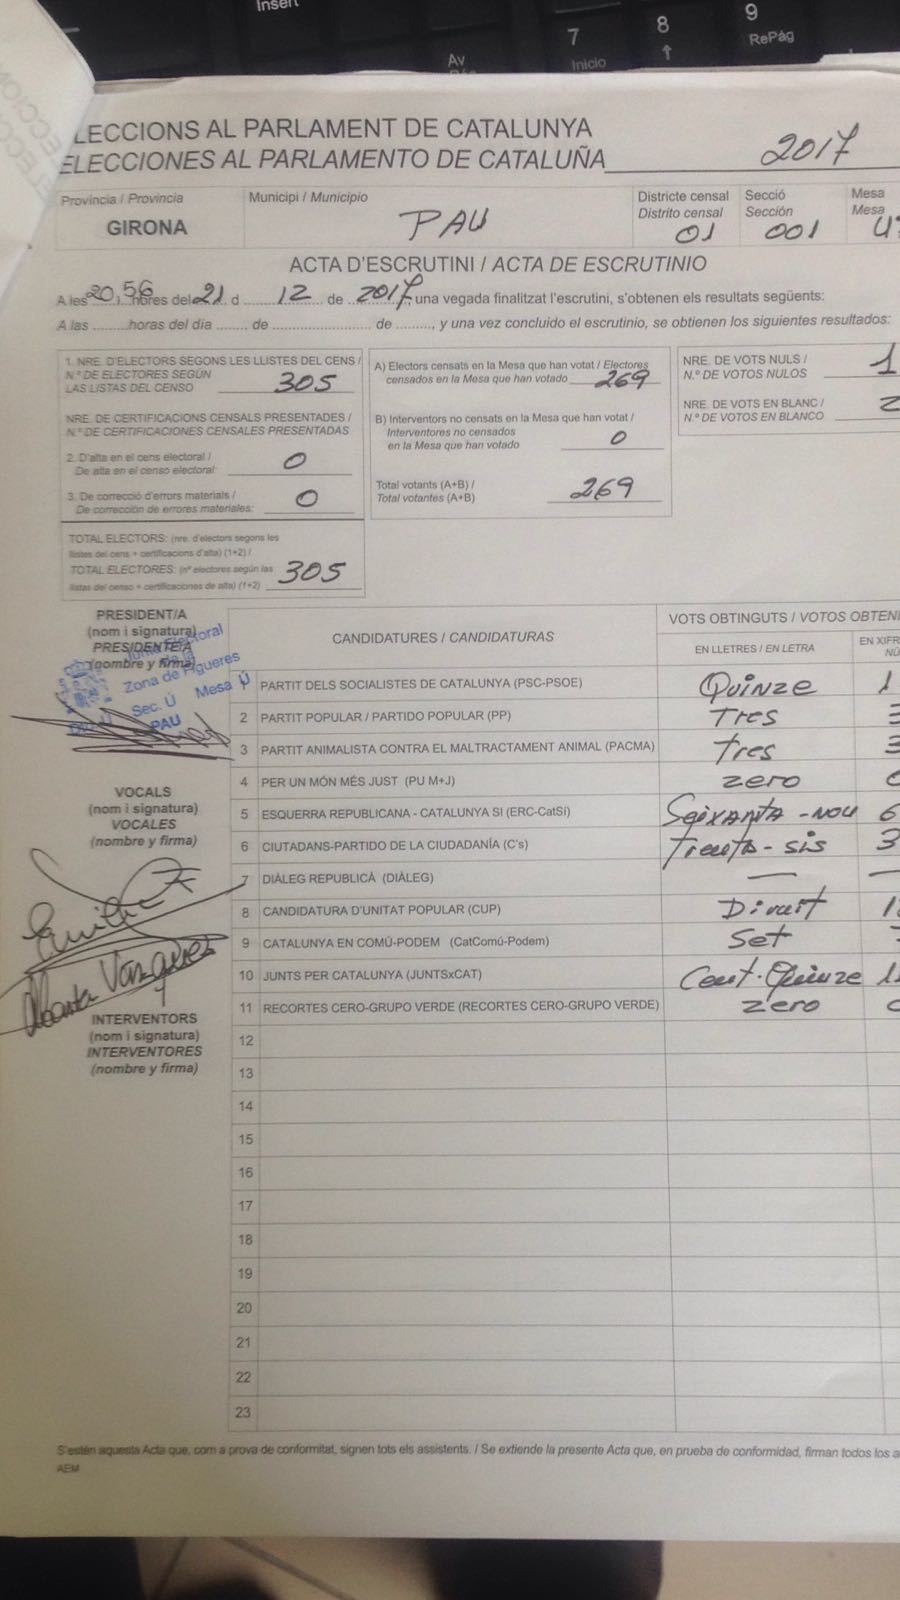 Insert
7
Inicio
8
↑
9
RePág
Av
LECCIONS AL PARLAMENT DE CATALUNYA
ELECCIONES AL PARLAMENTO DE CATALUÑA 2017
Província / Provincia
GIRONA
Municipi / Municipio
PAU
Districte censal
Distrito censal
01
Secció
Sección
001
Mesa
Mesa
ACTA D'ESCRUTINI / ACTA DE ESCRUTINIO
A les 20:56 hores del 21 d 12 de 2017, una vegada finalitzat l'escrutini, s'obtenen els resultats següents:
A las .........horas del día ........ de ........................ de ........., y una vez concluido el escrutinio, se obtienen los siguientes resultados:
1. NRE. D'ELECTORS SEGONS LES LLISTES DEL CENS /
N.º DE ELECTORES SEGÚN
LAS LISTAS DEL CENSO 305
NRE. DE CERTIFICACIONS CENSALS PRESENTADES /
N.º DE CERTIFICACIONES CENSALES PRESENTADAS
2. D'alta en el cens electoral /
De alta en el censo electoral: 0
3. De correcció d'errors materials /
De corrección de errores materiales: 0
TOTAL ELECTORS: (nre. d'electors segons les
llistes del cens + certificacions d'alta) (1+2) /
TOTAL ELECTORES: (nº electores según las
listas del censo + certificaciones de alta) (1+2) 305
A) Electors censats en la Mesa que han votat / Electores
censados en la Mesa que han votado 269
B) Interventors no censats en la Mesa que han votat /
Interventores no censados
en la Mesa que han votado 0
Total votants (A+B) /
Total votantes (A+B) 269
NRE. DE VOTS NULS /
N.º DE VOTOS NULOS 1
NRE. DE VOTS EN BLANC /
N.º DE VOTOS EN BLANCO 2
PRESIDENT/A
(nom i signatura)
PRESIDENTE/A
(nombre y firma)
Junta Electoral
de la
Zona de Figueres
Sec. Ú Mesa Ú
PAU
VOCALS
(nom i signatura)
VOCALES
(nombre y firma)
Vazquez
INTERVENTORS
(nom i signatura)
INTERVENTORES
(nombre y firma)
CANDIDATURES / CANDIDATURAS
VOTS OBTINGUTS / VOTOS OBTENI
EN LLETRES / EN LETRA
EN XIFR
NÚ
1 PARTIT DELS SOCIALISTES DE CATALUNYA (PSC-PSOE) Quinze 1
2 PARTIT POPULAR / PARTIDO POPULAR (PP) Tres 3
3 PARTIT ANIMALISTA CONTRA EL MALTRACTAMENT ANIMAL (PACMA) Tres 3
4 PER UN MÓN MÉS JUST (PU M+J) zero 0
5 ESQUERRA REPUBLICANA - CATALUNYA SI (ERC-CatSí) Seixanta-nou 6
6 CIUTADANS-PARTIDO DE LA CIUDADANÍA (C's) Trenta-sis 3
7 DIÀLEG REPUBLICÀ (DIÀLEG) — —
8 CANDIDATURA D'UNITAT POPULAR (CUP) Divuit 1
9 CATALUNYA EN COMÚ-PODEM (CatComú-Podem) Set 7
10 JUNTS PER CATALUNYA (JUNTSxCAT) Cent-Quinze 11
11 RECORTES CERO-GRUPO VERDE (RECORTES CERO-GRUPO VERDE) zero 0
12
13
14
15
16
17
18
19
20
21
22
23
S'estén aquesta Acta que, com a prova de conformitat, signen tots els assistents. / Se extiende la presente Acta que, en prueba de conformidad, firman todos los a
AEM